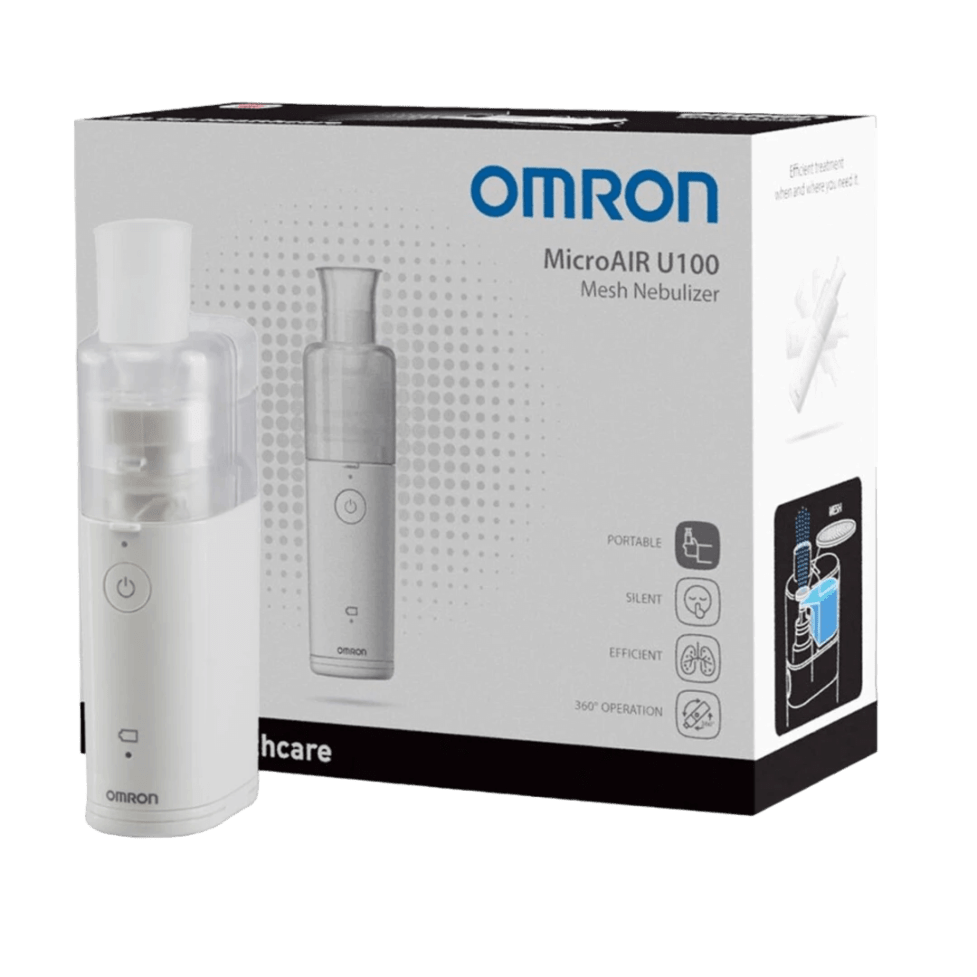 OMRON
MicroAIR U100
Mesh Nebulizer
PORTABLE
SILENT
EFFICIENT
360° OPERATION
OMRON
hcare
OMRON
Efficient treatment
when and where you need it
MESH